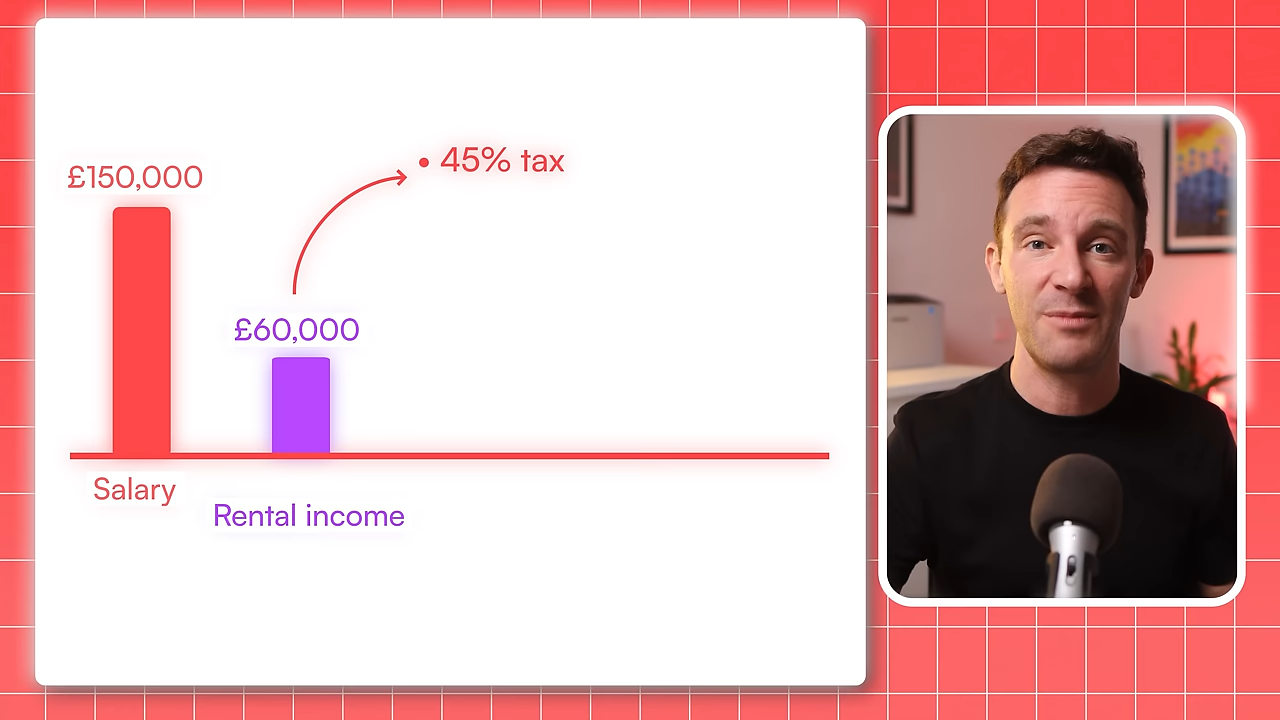 £150,000
• 45% tax
£60,000
Salary
Rental income